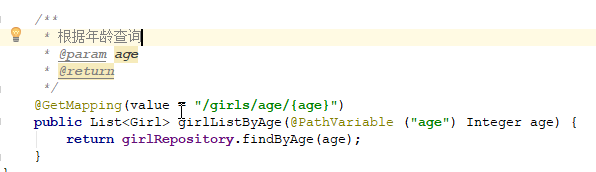 /**
* 根据年龄查询
* @param age
* @return
*/
@GetMapping(value = "/girls/age/{age}")
public List<Girl> girlListByAge(@PathVariable ("age") Integer age) {
return girlRepository.findByAge(age);
}